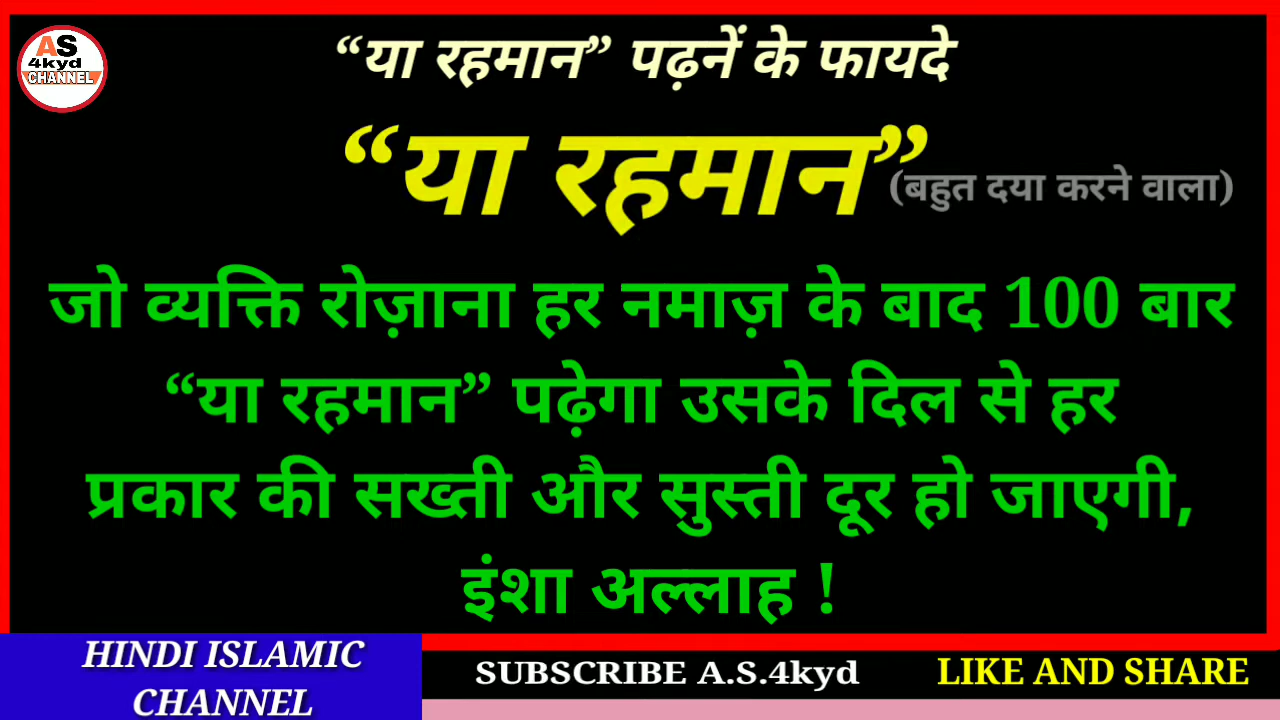 AS
4kyd
CHANNEL
“या रहमान” पढ़नें के फायदे
“या रहमान”
(बहुत दया करने वाला)
जो व्यक्ति रोज़ाना हर नमाज़ के बाद 100 बार
“या रहमान” पढ़ेगा उसके दिल से हर
प्रकार की सख्ती और सुस्ती दूर हो जाएगी,
इंशा अल्लाह !
HINDI ISLAMIC
CHANNEL
SUBSCRIBE A.S.4kyd
LIKE AND SHARE